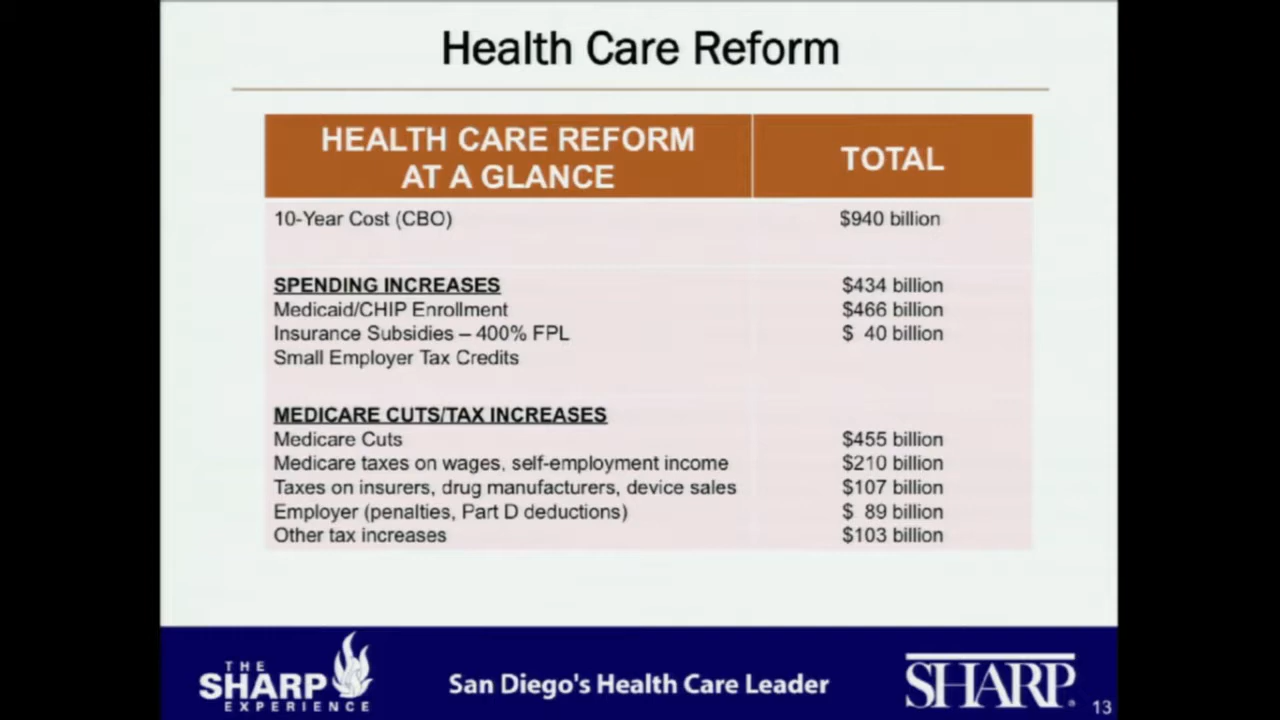 Health Care Reform
HEALTH CARE REFORM
AT A GLANCE
TOTAL
10-Year Cost (CBO) $940 billion
SPENDING INCREASES $434 billion
Medicaid/CHIP Enrollment $466 billion
Insurance Subsidies – 400% FPL $ 40 billion
Small Employer Tax Credits
MEDICARE CUTS/TAX INCREASES
Medicare Cuts $455 billion
Medicare taxes on wages, self-employment income $210 billion
Taxes on insurers, drug manufacturers, device sales $107 billion
Employer (penalties, Part D deductions) $ 89 billion
Other tax increases $103 billion
THE
SHARP
EXPERIENCE
San Diego's Health Care Leader
SHARP®
13